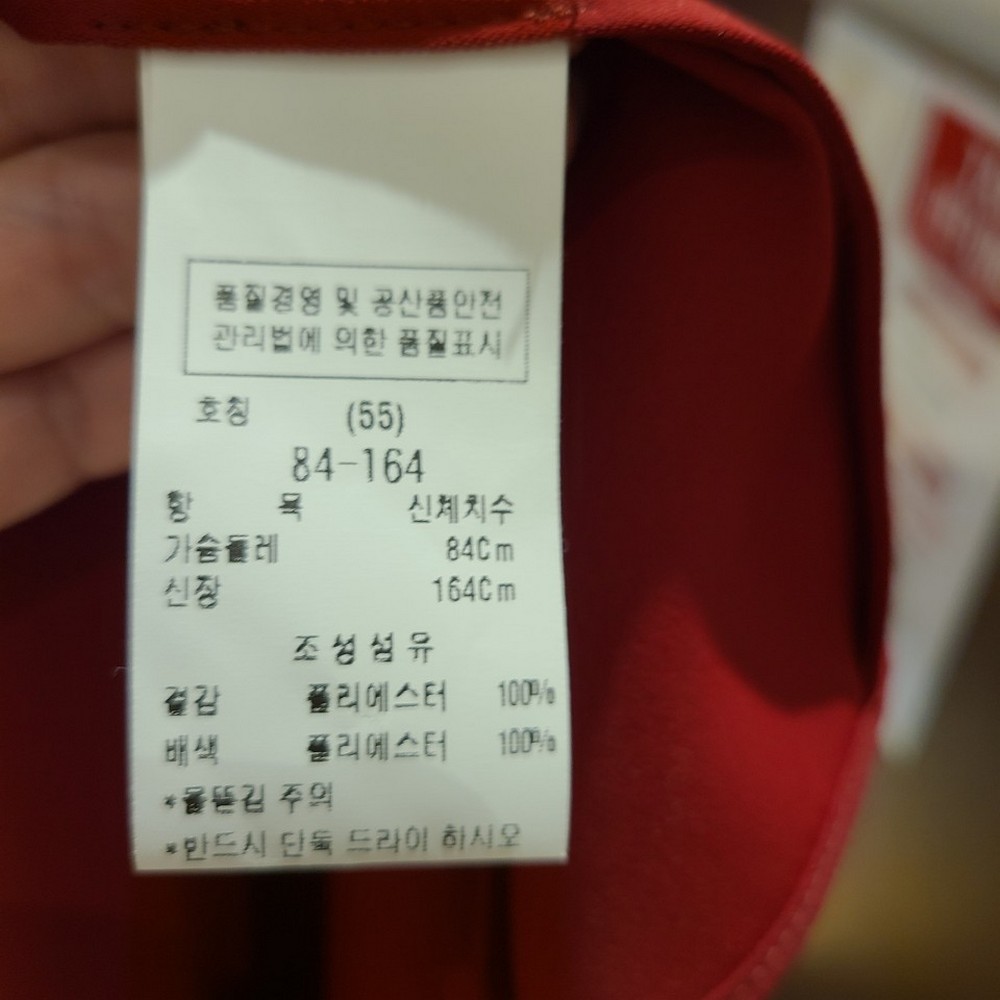 품질경영 및 공산품안전
관리법에 의한 품질표시
호칭 (55)
84-164
항 목 신체치수
가슴둘레 84Cm
신장 164Cm
조성섬유
겉감 폴리에스터 100%
배색 폴리에스터 100%
*올뜯김 주의
*반드시 단독 드라이 하시오